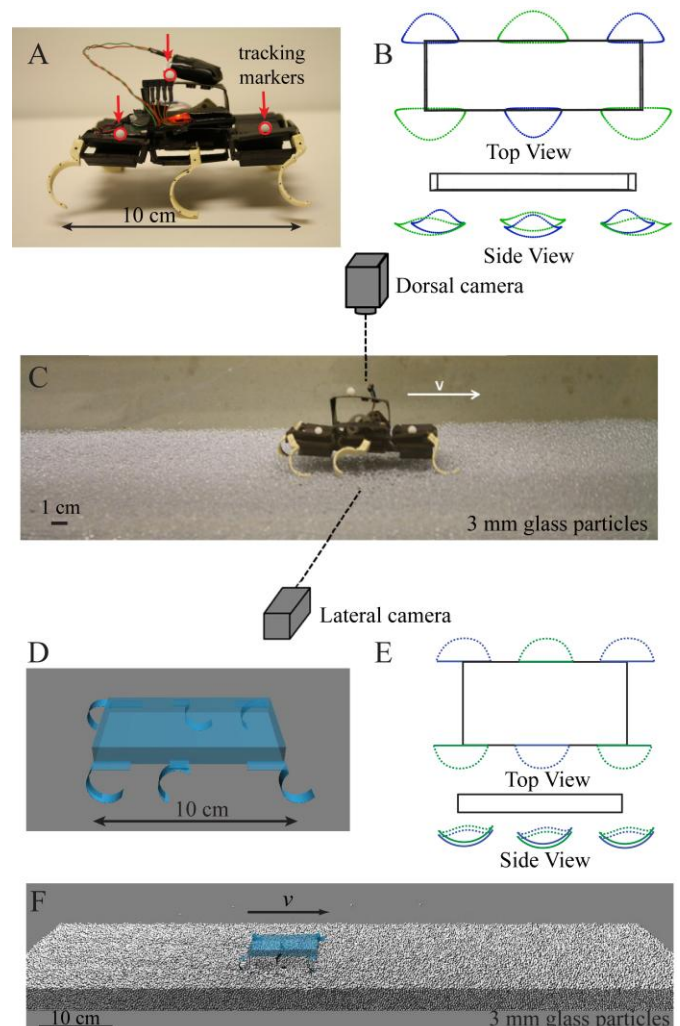 A
tracking
markers
10 cm
B
Top View
Side View
Dorsal camera
C
v
1 cm
3 mm glass particles
Lateral camera
D
10 cm
E
Top View
Side View
F
v
10 cm
3 mm glass particles